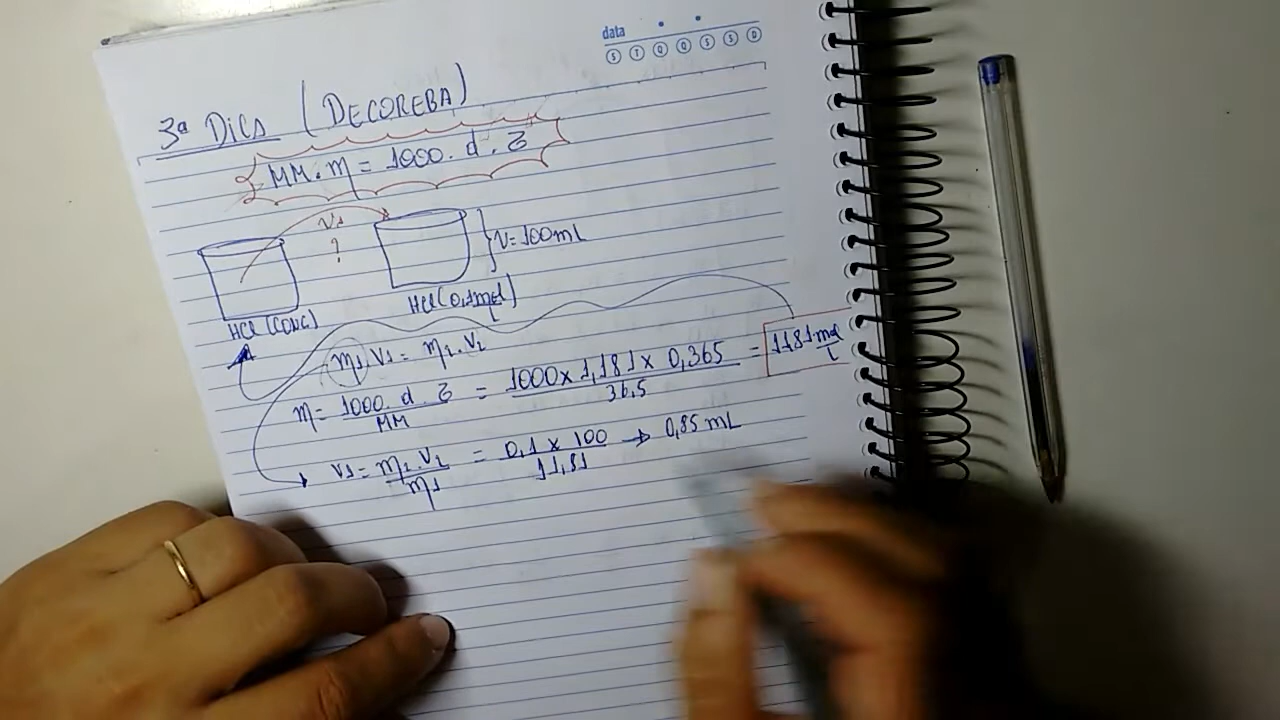 data
S T Q Q S S D
3ª DICA (DECOREBA)
MM.M = 1000. d. z
V1
?
V=100mL
HCl (CONC)
HCl (0,1mol/L)
M1.V1 = M2.V2
M = 1000. d. z / MM = 1000 x 1,181 x 0,365 / 36.5 = 11,81 mol/L
V1 = M2.V2 / M1 = 0,1 x 100 / 11,81 → 0,85 mL